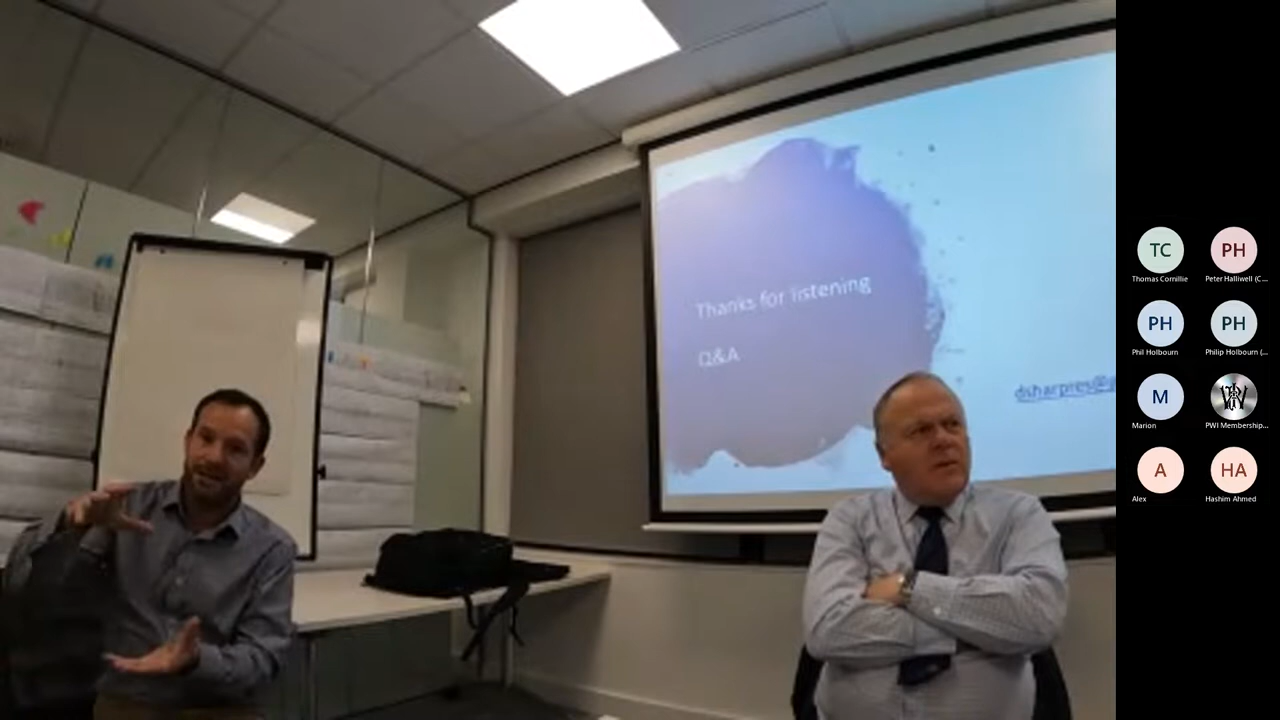 Thanks for listening
Q&A
TC
PH
Thomas Cornillie
Peter Halliwell (C...
PH
PH
Phil Holbourn
Philip Holbourn (...
M
Marion
PWI Membership...
A
HA
Alex
Hashim Ahmed